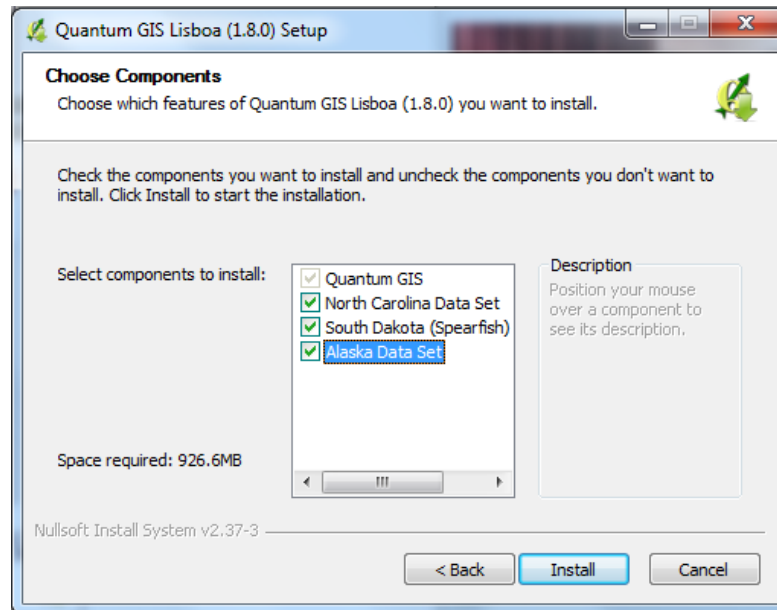 Quantum GIS Lisboa (1.8.0) Setup
Choose Components
Choose which features of Quantum GIS Lisboa (1.8.0) you want to install.
Check the components you want to install and uncheck the components you don't want to
install. Click Install to start the installation.
Select components to install:
Quantum GIS
North Carolina Data Set
South Dakota (Spearfish)
Alaska Data Set
Description
Position your mouse
over a component to
see its description.
Space required: 926.6MB
Nullsoft Install System v2.37-3
< Back
Install
Cancel